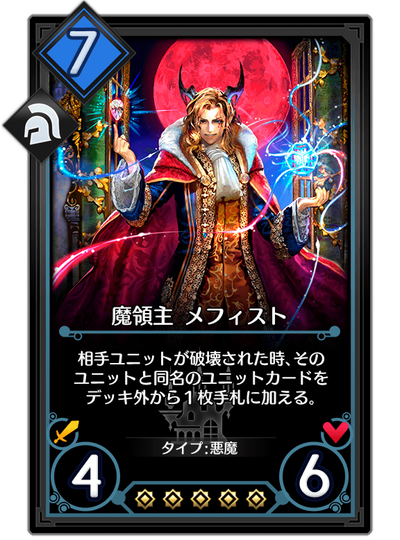 7
魔領主 メフィスト
相手ユニットが破壊された時、その
ユニットと同名のユニットカードを
デッキ外から1枚手札に加える。
タイプ:悪魔
4
6